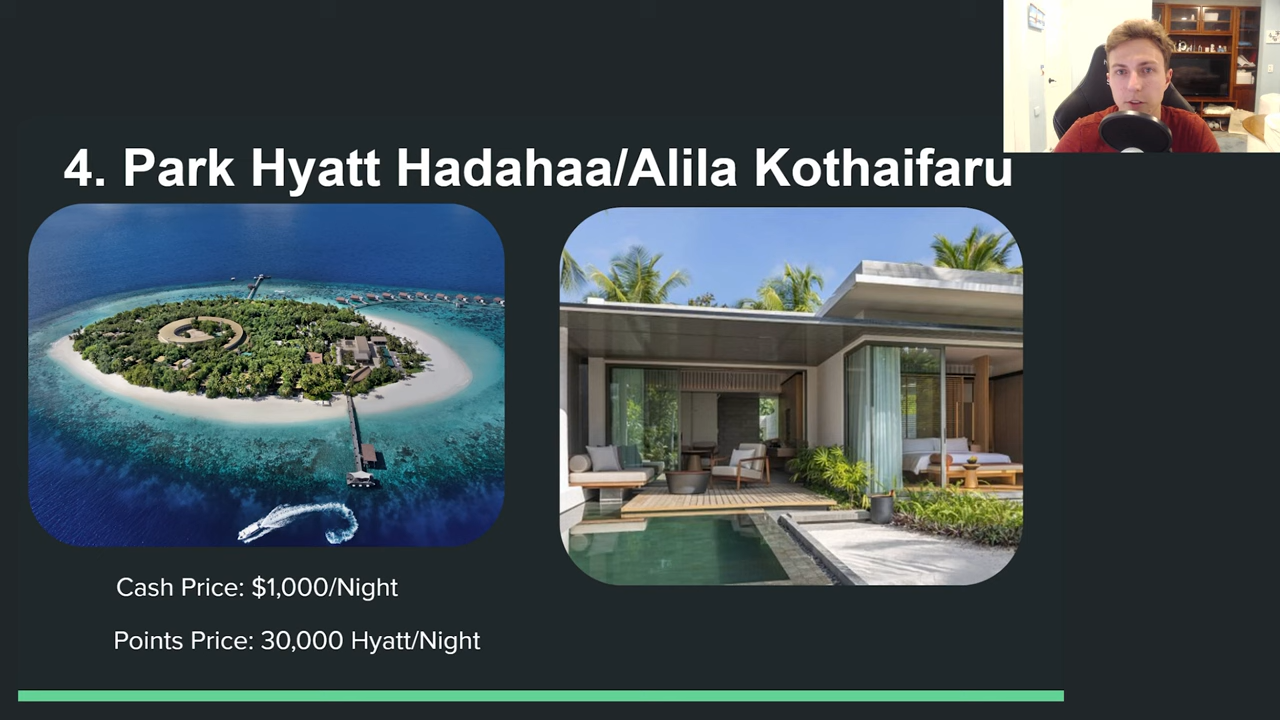 4. Park Hyatt Hadahaa/Alila Kothaifaru
Cash Price: $1,000/Night
Points Price: 30,000 Hyatt/Night